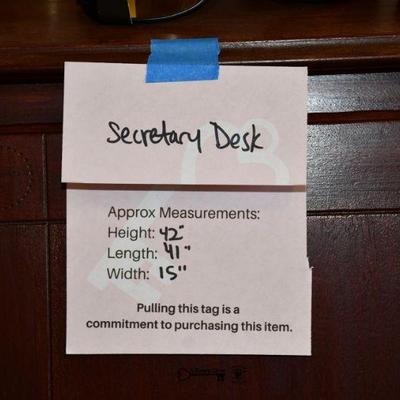 Secretary Desk
Approx Measurements:
Height: 42"
Length: 41"
Width: 15"
Pulling this tag is a
commitment to purchasing this item.